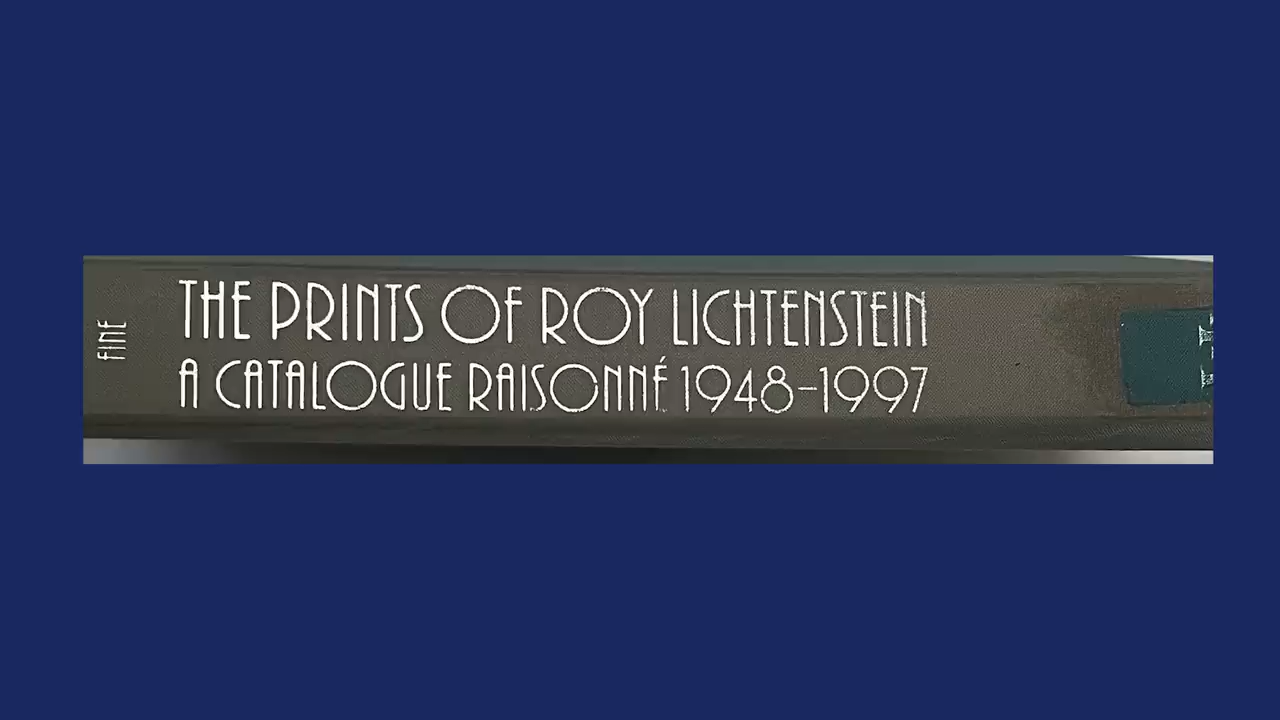 FINE
THE PRINTS OF ROY LICHTENSTEIN
A CATALOGUE RAISONNÉ 1948–1997